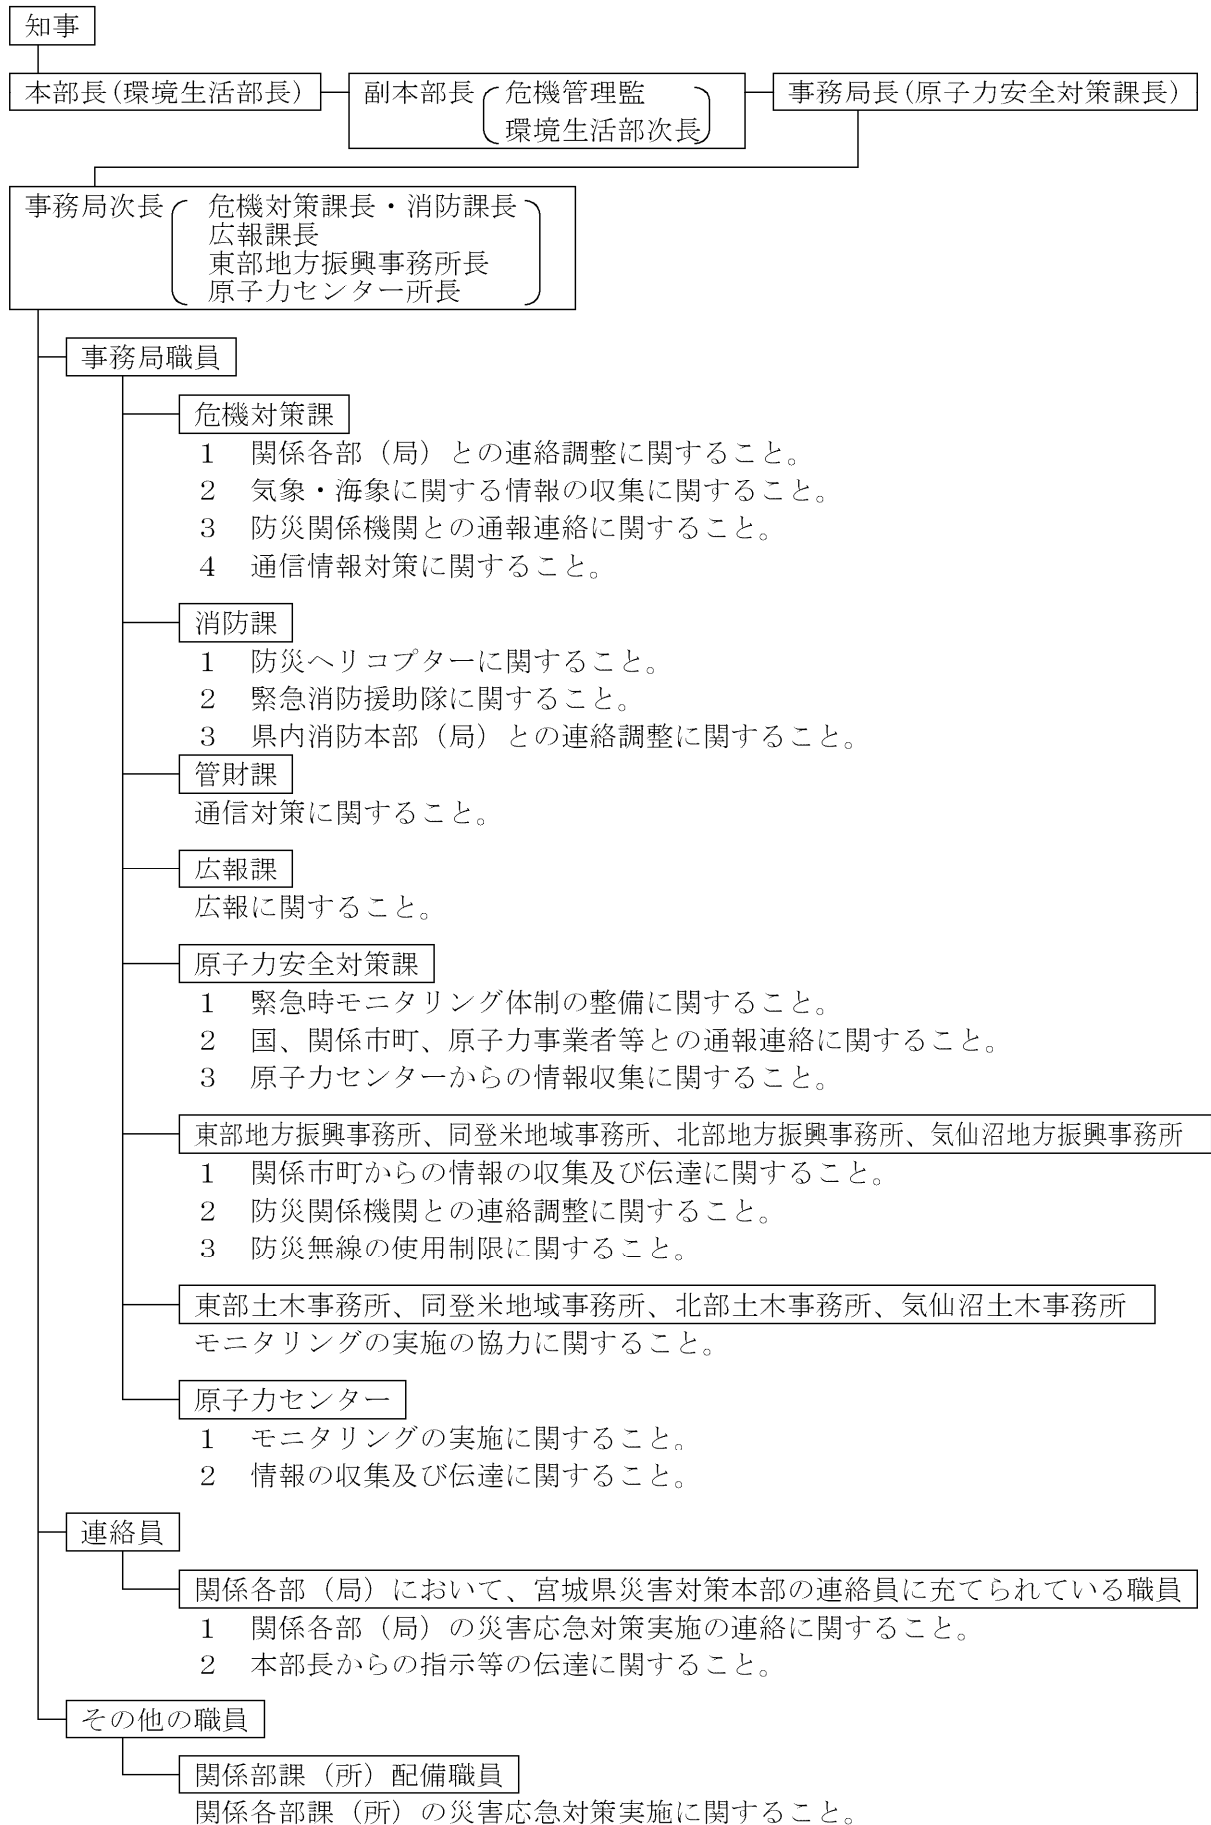 知事
本部長(環境生活部長) 副本部長 危機管理監 事務局長(原子力安全対策課長)
環境生活部次長
事務局次長 危機対策課長・消防課長
広報課長
東部地方振興事務所長
原子力センター所長
事務局職員
危機対策課
1 関係各部(局)との連絡調整に関すること。
2 気象・海象に関する情報の収集に関すること。
3 防災関係機関との通報連絡に関すること。
4 通信情報対策に関すること。
消防課
1 防災ヘリコプターに関すること。
2 緊急消防援助隊に関すること。
3 県内消防本部(局)との連絡調整に関すること。
管財課
通信対策に関すること。
広報課
広報に関すること。
原子力安全対策課
1 緊急時モニタリング体制の整備に関すること。
2 国、関係市町、原子力事業者等との通報連絡に関すること。
3 原子力センターからの情報収集に関すること。
東部地方振興事務所、同登米地域事務所、北部地方振興事務所、気仙沼地方振興事務所
1 関係市町からの情報の収集及び伝達に関すること。
2 防災関係機関との連絡調整に関すること。
3 防災無線の使用制限に関すること。
東部土木事務所、同登米地域事務所、北部土木事務所、気仙沼土木事務所
モニタリングの実施の協力に関すること。
原子力センター
1 モニタリングの実施に関すること。
2 情報の収集及び伝達に関すること。
連絡員
関係各部(局)において、宮城県災害対策本部の連絡員に充てられている職員
1 関係各部(局)の災害応急対策実施の連絡に関すること。
2 本部長からの指示等の伝達に関すること。
その他の職員
関係部課(所)配備職員
関係各部課(所)の災害応急対策実施に関すること。